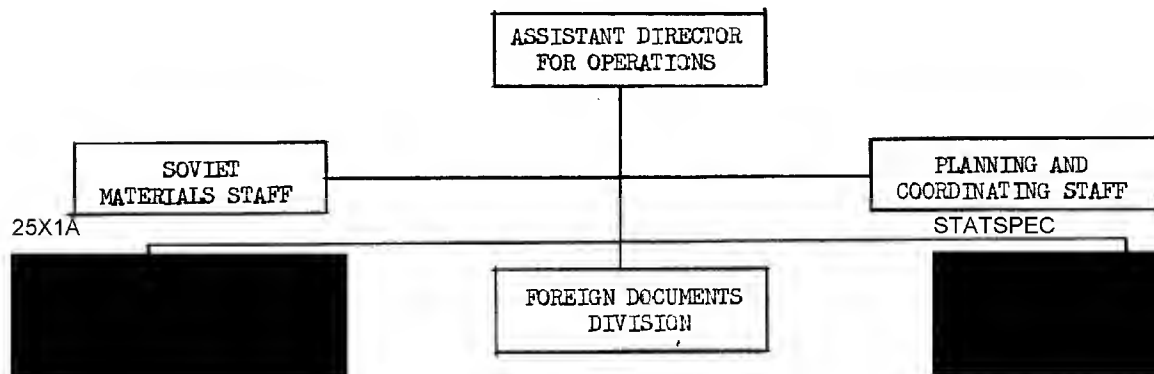 ASSISTANT DIRECTOR
FOR OPERATIONS
SOVIET
MATERIALS STAFF
PLANNING AND
COORDINATING STAFF
25X1A
STATSPEC
FOREIGN DOCUMENTS
DIVISION